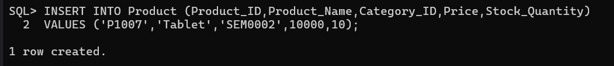 SQL> INSERT INTO Product (Product_ID,Product_Name,Category_ID,Price,Stock_Quantity)
  2  VALUES ('P1007','Tablet','SEM0002',10000,10);

1 row created.